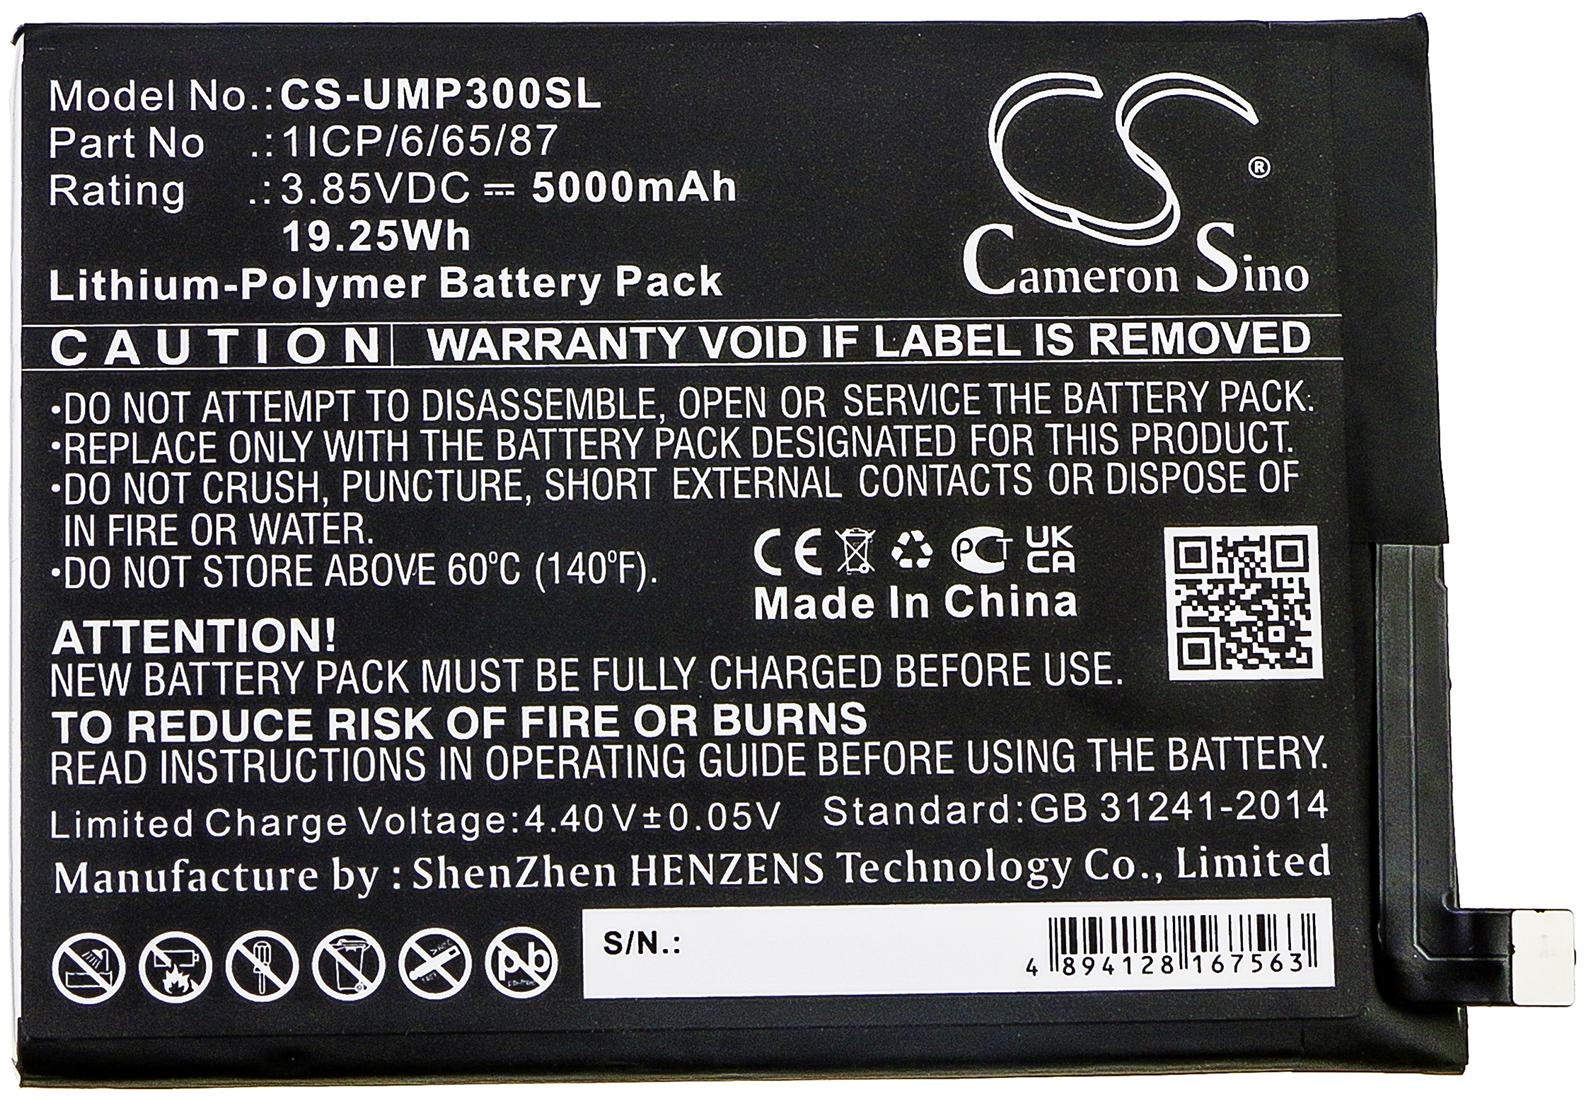 Model No.:CS-UMP300SL
Part No .:1ICP/6/65/87
Rating .:3.85VDC ⎓ 5000mAh
19.25Wh
Lithium-Polymer Battery Pack
CS
®
Cameron Sino
CAUTION WARRANTY VOID IF LABEL IS REMOVED
•DO NOT ATTEMPT TO DISASSEMBLE, OPEN OR SERVICE THE BATTERY PACK.
•REPLACE ONLY WITH THE BATTERY PACK DESIGNATED FOR THIS PRODUCT.
•DO NOT CRUSH, PUNCTURE, SHORT EXTERNAL CONTACTS OR DISPOSE OF
IN FIRE OR WATER.
•DO NOT STORE ABOVE 60°C (140°F).
CE PCT UK
CA
Made In China
ATTENTION!
NEW BATTERY PACK MUST BE FULLY CHARGED BEFORE USE.
TO REDUCE RISK OF FIRE OR BURNS
READ INSTRUCTIONS IN OPERATING GUIDE BEFORE USING THE BATTERY.
Limited Charge Voltage:4.40V±0.05V Standard:GB 31241-2014
Manufacture by : ShenZhen HENZENS Technology Co., Limited
Pb
S/N.:
4 894128 167563